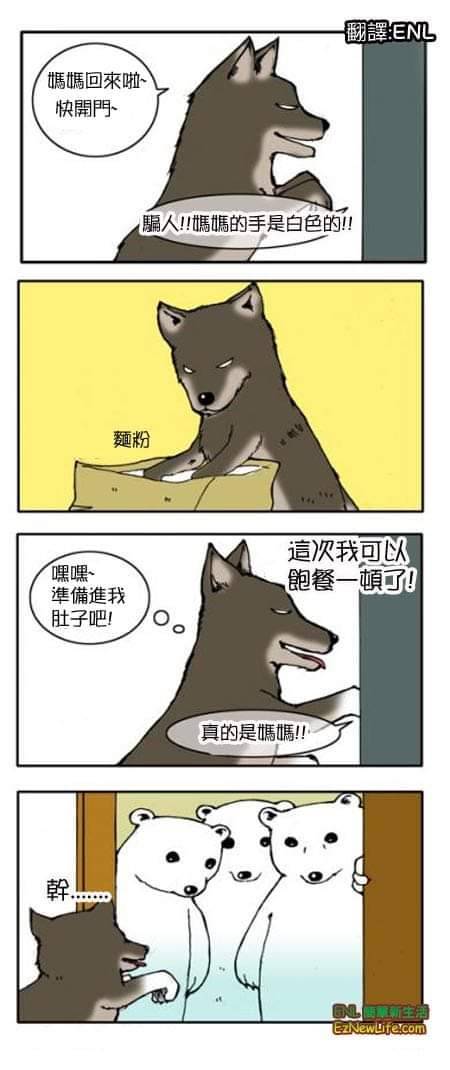 翻譯:ENL
媽媽回來啦~
快開門~
騙人!!媽媽的手是白色的!!
麵粉
嘿嘿~
準備進我
肚子吧!
這次我可以
飽餐一頓了!
真的是媽媽!!
幹.......
ENL 簡單新生活
EzNewLife.com